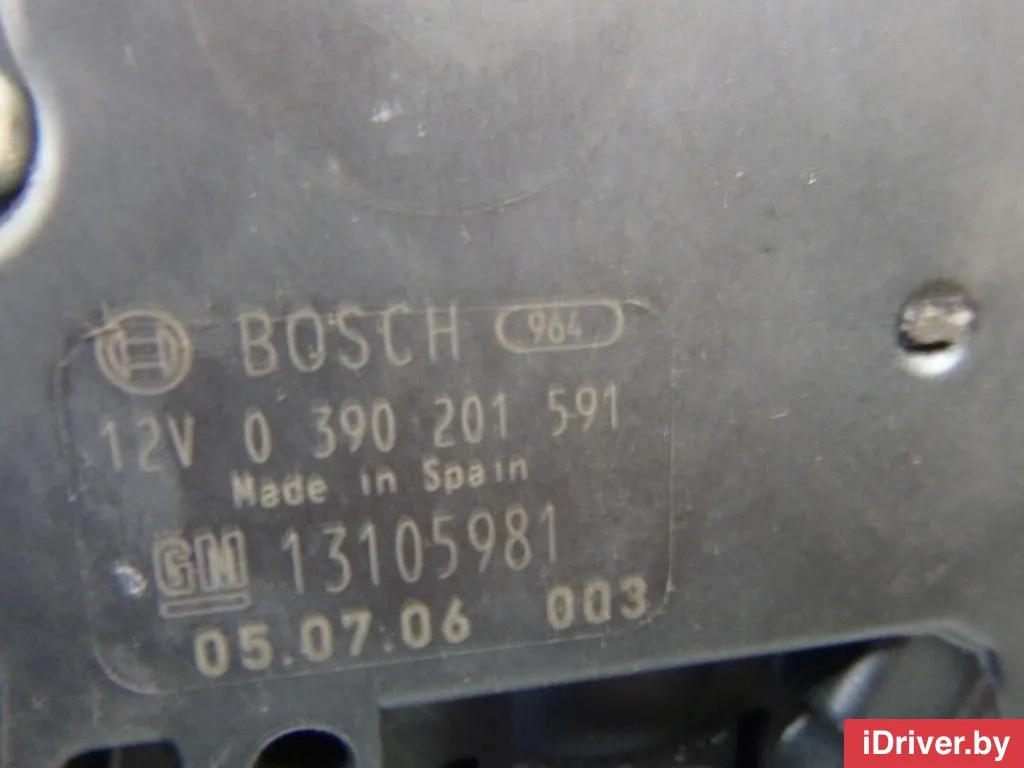 BOSCH 964
12V 0 390 201 591
Made in Spain
GM 13105981
05.07.06 003
iDriver.by